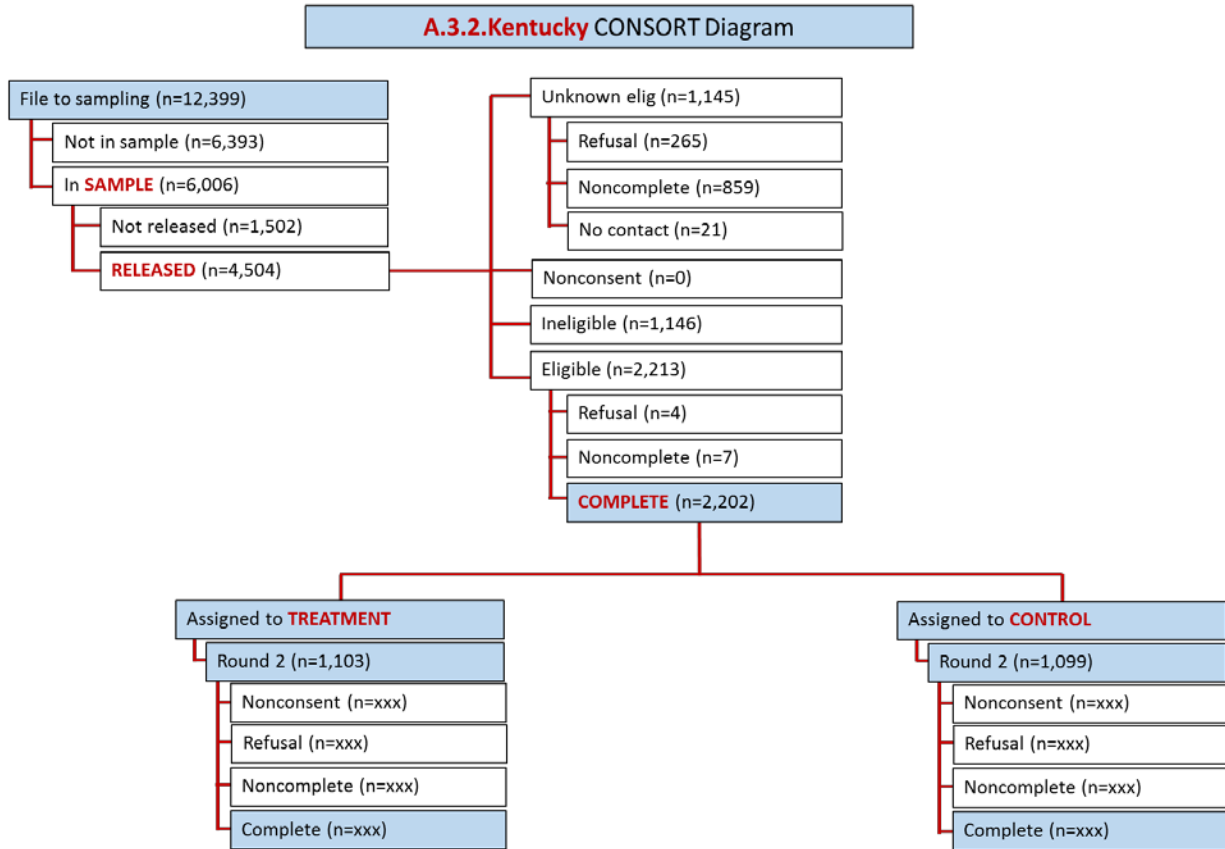 A.3.2.Kentucky CONSORT Diagram
File to sampling (n=12,399)
Not in sample (n=6,393)
In SAMPLE (n=6,006)
Not released (n=1,502)
RELEASED (n=4,504)
Unknown elig (n=1,145)
Refusal (n=265)
Noncomplete (n=859)
No contact (n=21)
Nonconsent (n=0)
Ineligible (n=1,146)
Eligible (n=2,213)
Refusal (n=4)
Noncomplete (n=7)
COMPLETE (n=2,202)
Assigned to TREATMENT
Round 2 (n=1,103)
Nonconsent (n=xxx)
Refusal (n=xxx)
Noncomplete (n=xxx)
Complete (n=xxx)
Assigned to CONTROL
Round 2 (n=1,099)
Nonconsent (n=xxx)
Refusal (n=xxx)
Noncomplete (n=xxx)
Complete (n=xxx)